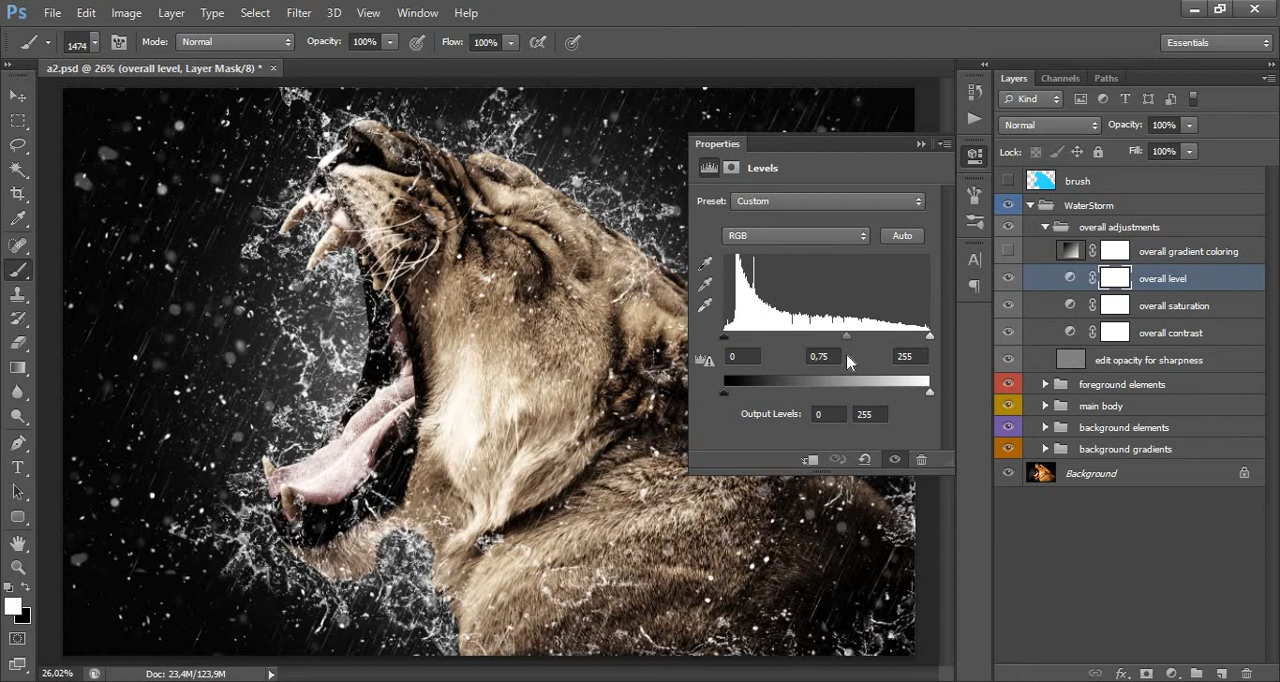 Ps File Edit Image Layer Type Select Filter 3D View Window Help
1474 Mode: Normal Opacity: 100% Flow: 100% Essentials
a2.psd @ 26% (overall level, Layer Mask/8) * ×
Layers Channels Paths
Kind
Normal Opacity: 100%
Lock: Fill: 100%
brush
WaterStorm
overall adjustments
overall gradient coloring
overall level
overall saturation
overall contrast
edit opacity for sharpness
foreground elements
main body
background elements
background gradients
Background
Properties
Levels
Preset: Custom
RGB Auto
0 0,75 255
Output Levels: 0 255
26,02% Doc: 23,4M/123,9M